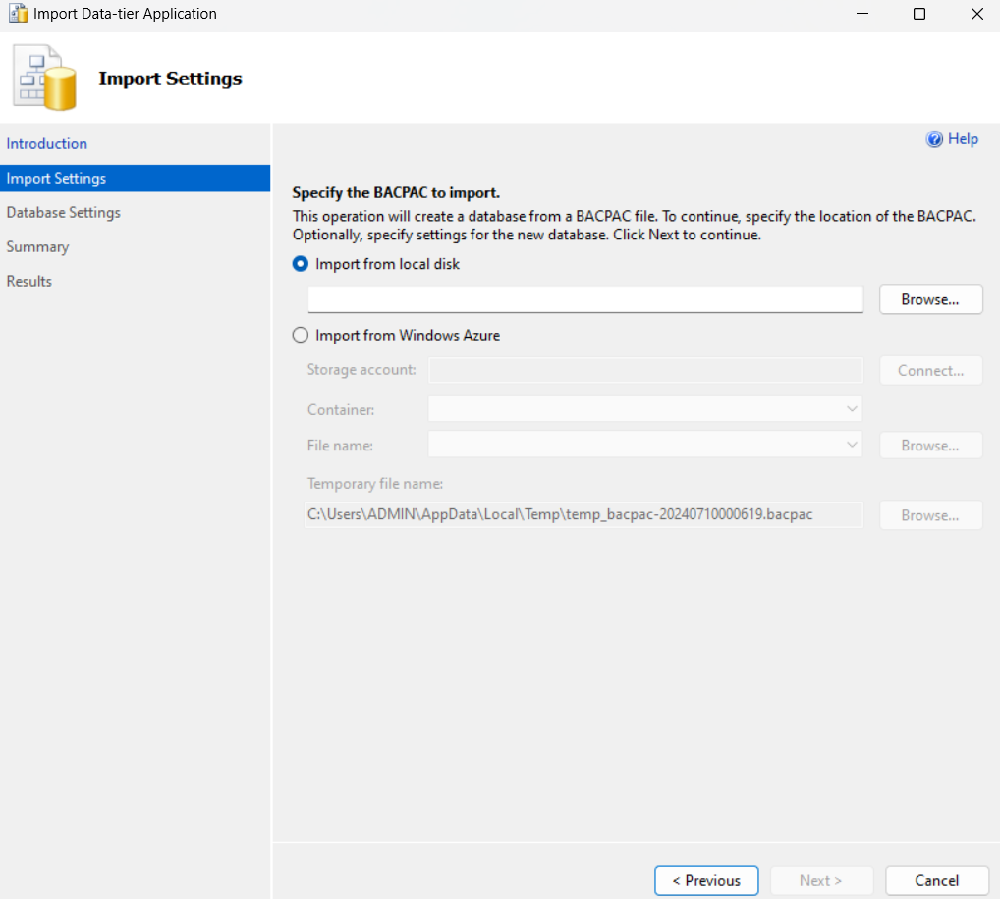 Import Data-tier Application
Import Settings
Introduction
Import Settings
Database Settings
Summary
Results
Help
Specify the BACPAC to import.
This operation will create a database from a BACPAC file. To continue, specify the location of the BACPAC.
Optionally, specify settings for the new database. Click Next to continue.
Import from local disk
Browse...
Import from Windows Azure
Storage account:
Connect...
Container:
File name:
Browse...
Temporary file name:
C:\Users\ADMIN\AppData\Local\Temp\temp_bacpac-20240710000619.bacpac
Browse...
< Previous
Next >
Cancel